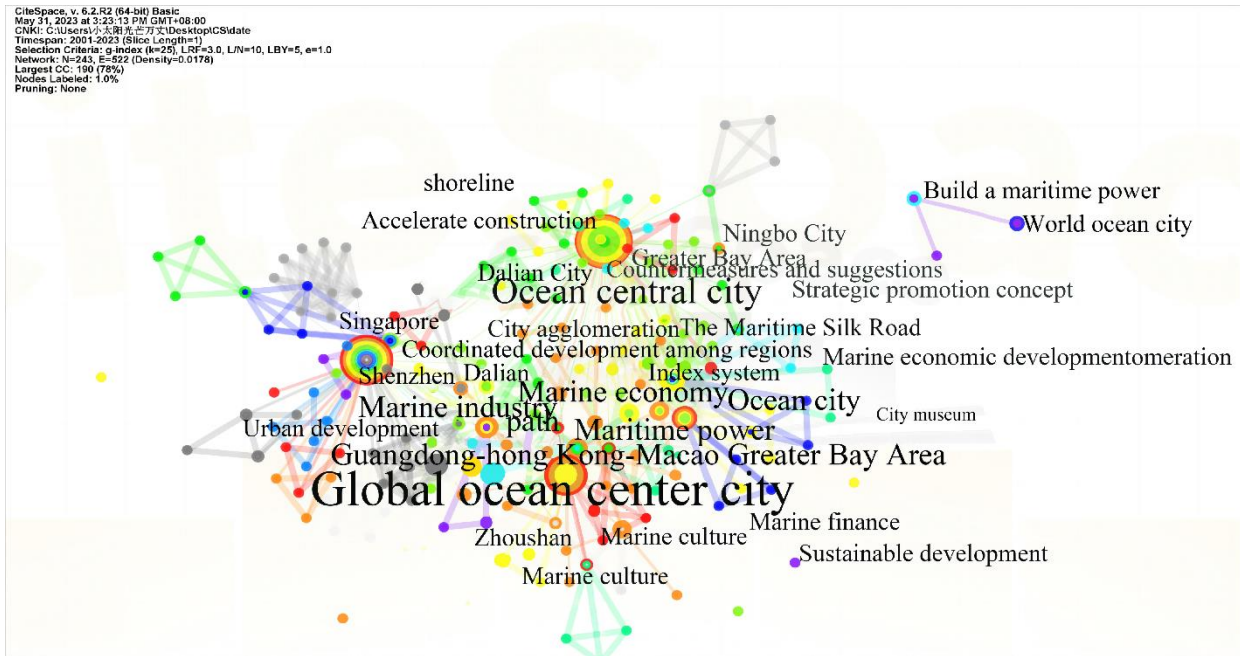 CiteSpace, v. 6.2.R2 (64-bit) Basic
May 31, 2023 at 3:23:13 PM GMT+08:00
CNKI: C:\Users\小太阳光芒万丈\Desktop\CS\date
Timespan: 2001-2023 (Slice Length=1)
Selection Criteria: g-index (k=25), LRF=3.0, L/N=10, LBY=5, e=1.0
Network: N=243, E=522 (Density=0.0178)
Largest CC: 190 (78%)
Nodes Labeled: 1.0%
Pruning: None
shoreline
Build a maritime power
Accelerate construction
World ocean city
Ningbo City
Greater Bay Area
Dalian City
Countermeasures and suggestions
Ocean central city
Strategic promotion concept
Singapore
City agglomeration
The Maritime Silk Road
Coordinated development among regions
Marine economic developmentomeration
Shenzhen
Dalian
Index system
Marine economy
Ocean city
Marine industry
path
City museum
Urban development
Maritime power
Guangdong-hong Kong-Macao Greater Bay Area
Global ocean center city
Marine finance
Zhoushan
Marine culture
Sustainable development
Marine culture